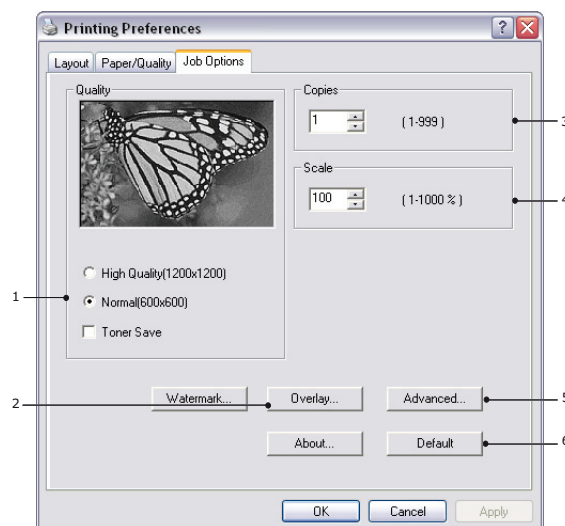 Printing Preferences
Layout Paper/Quality Job Options
Quality
Copies
1 (1-999)
3
Scale
100 (1-1000 %)
4
High Quality(1200x1200)
1
Normal(600x600)
Toner Save
Watermark... Overlay... Advanced...
5
2
About... Default
6
OK Cancel Apply